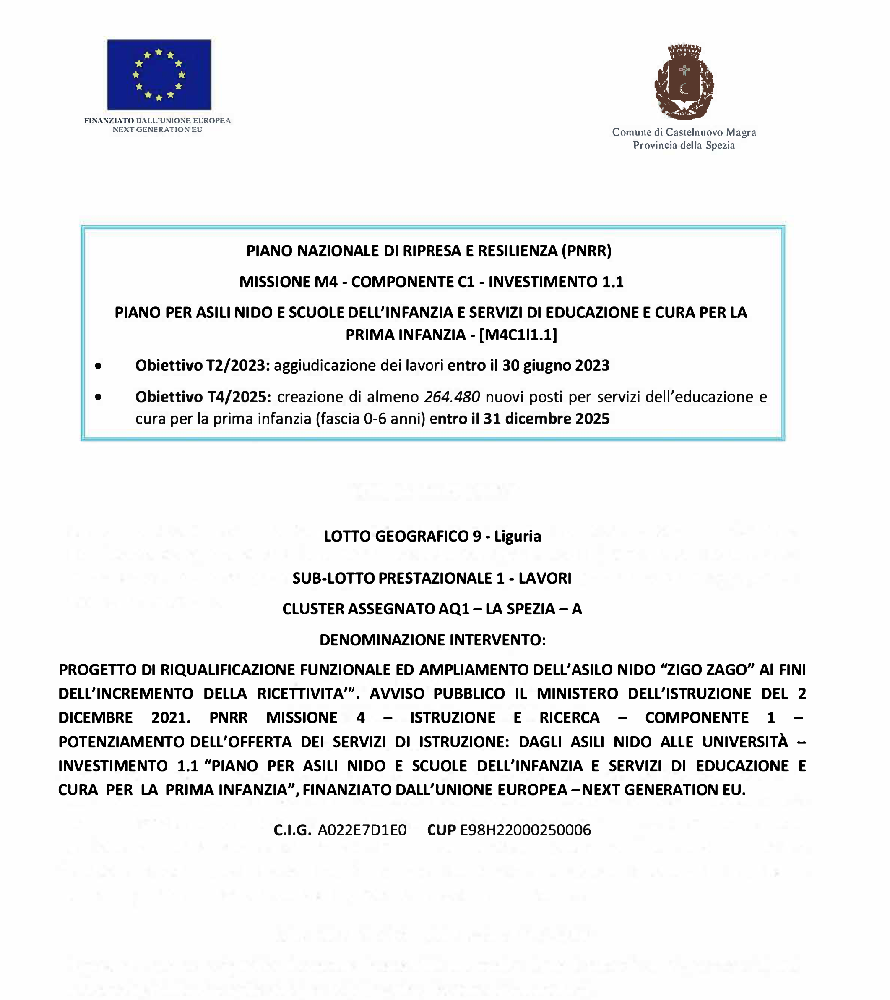 FINANZIATO DALL'UNIONE EUROPEA
NEXT GENERATION EU
Comune di Castelnuovo Magra
Provincia della Spezia
PIANO NAZIONALE DI RIPRESA E RESILIENZA (PNRR)
MISSIONE M4 - COMPONENTE C1 - INVESTIMENTO 1.1
PIANO PER ASILI NIDO E SCUOLE DELL'INFANZIA E SERVIZI DI EDUCAZIONE E CURA PER LA
PRIMA INFANZIA - [M4C1I1.1]
• Obiettivo T2/2023: aggiudicazione dei lavori entro il 30 giugno 2023
• Obiettivo T4/2025: creazione di almeno 264.480 nuovi posti per servizi dell'educazione e
cura per la prima infanzia (fascia 0-6 anni) entro il 31 dicembre 2025
LOTTO GEOGRAFICO 9 - Liguria
SUB-LOTTO PRESTAZIONALE 1 - LAVORI
CLUSTER ASSEGNATO AQ1 – LA SPEZIA – A
DENOMINAZIONE INTERVENTO:
PROGETTO DI RIQUALIFICAZIONE FUNZIONALE ED AMPLIAMENTO DELL'ASILO NIDO “ZIGO ZAGO” AI FINI
DELL'INCREMENTO DELLA RICETTIVITA'”. AVVISO PUBBLICO IL MINISTERO DELL'ISTRUZIONE DEL 2
DICEMBRE 2021. PNRR MISSIONE 4 – ISTRUZIONE E RICERCA – COMPONENTE 1 –
POTENZIAMENTO DELL'OFFERTA DEI SERVIZI DI ISTRUZIONE: DAGLI ASILI NIDO ALLE UNIVERSITÀ –
INVESTIMENTO 1.1 “PIANO PER ASILI NIDO E SCUOLE DELL'INFANZIA E SERVIZI DI EDUCAZIONE E
CURA PER LA PRIMA INFANZIA”, FINANZIATO DALL'UNIONE EUROPEA – NEXT GENERATION EU.
C.I.G. A022E7D1E0 CUP E98H22000250006